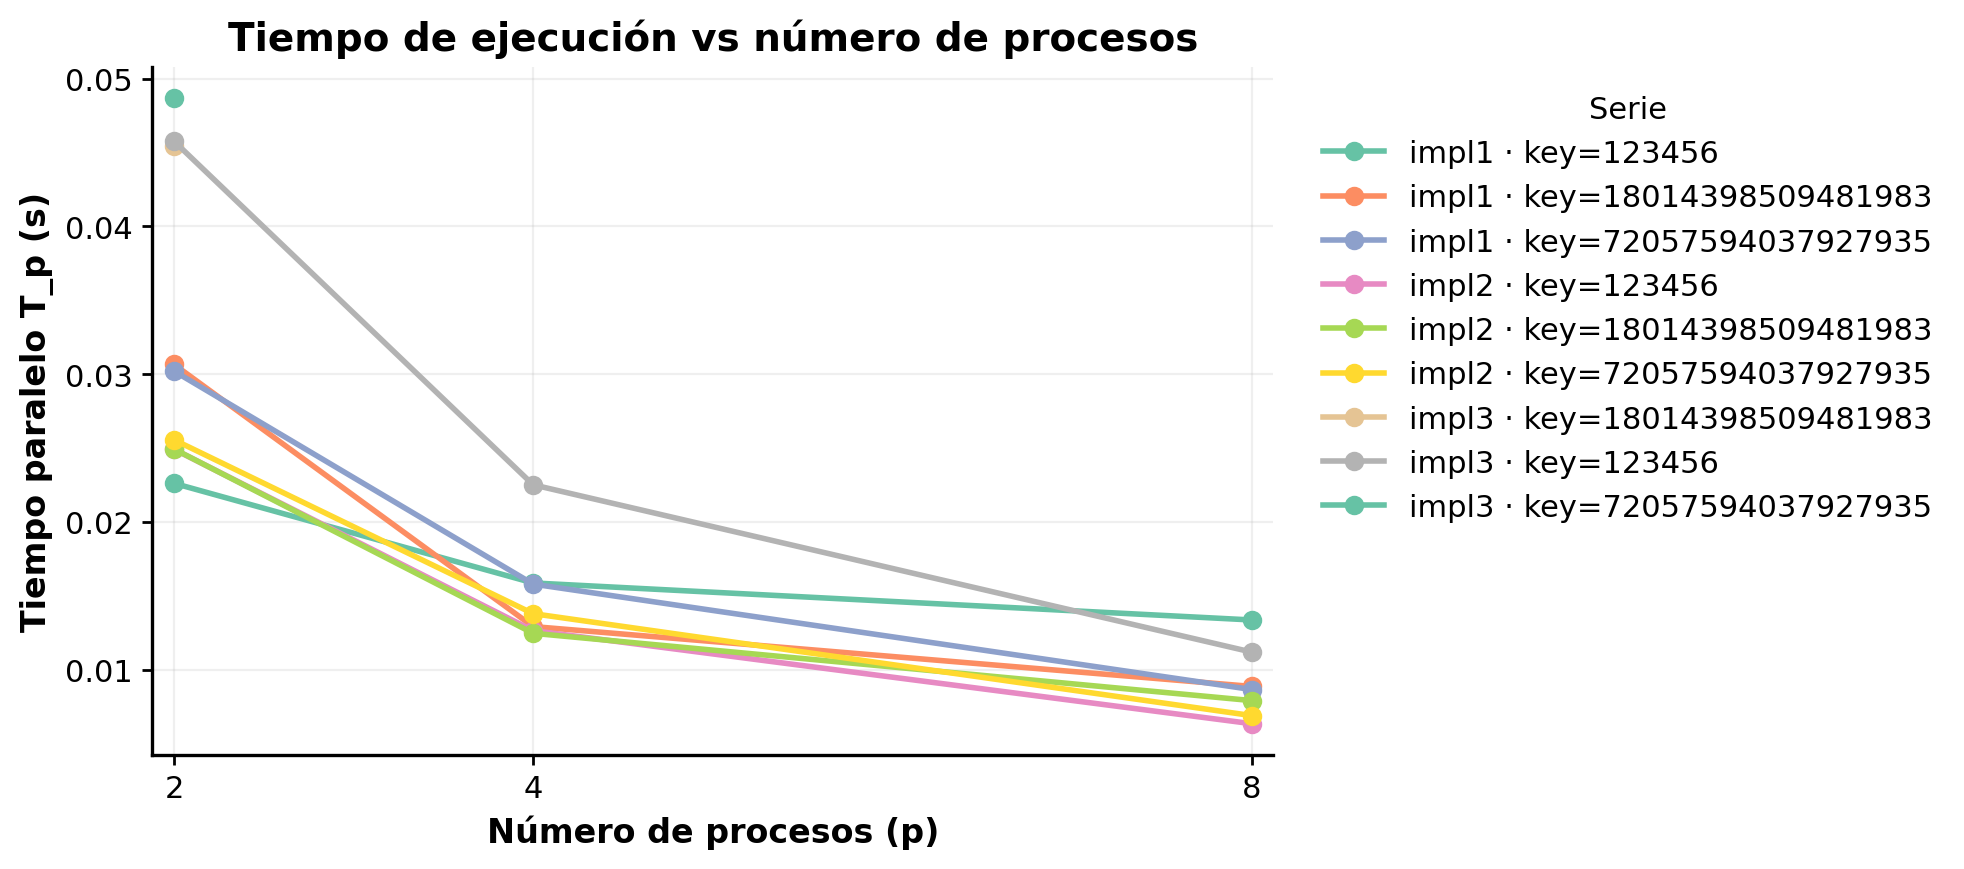 Tiempo de ejecución vs número de procesos
Tiempo paralelo T_p (s)
0.05
0.04
0.03
0.02
0.01
2 4 8
Número de procesos (p)
Serie
impl1 · key=123456
impl1 · key=18014398509481983
impl1 · key=72057594037927935
impl2 · key=123456
impl2 · key=18014398509481983
impl2 · key=72057594037927935
impl3 · key=18014398509481983
impl3 · key=123456
impl3 · key=72057594037927935